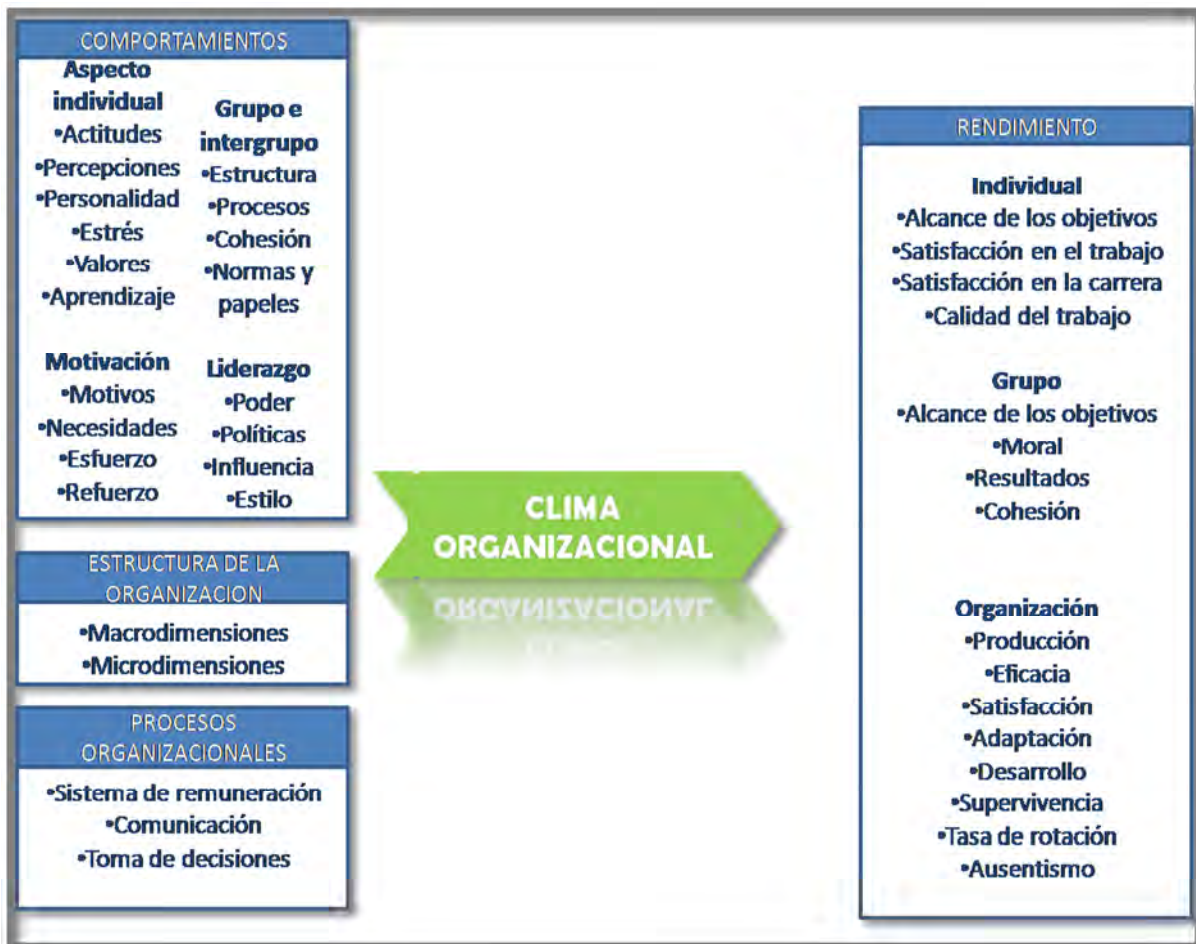 COMPORTAMIENTOS
Aspecto
individual
•Actitudes
•Percepciones
•Personalidad
•Estrés
•Valores
•Aprendizaje
Grupo e
intergrupo
•Estructura
•Procesos
•Cohesión
•Normas y
papeles
Motivación
•Motivos
•Necesidades
•Esfuerzo
•Refuerzo
Liderazgo
•Poder
•Políticas
•Influencia
•Estilo
ESTRUCTURA DE LA
ORGANIZACION
•Macrodimensiones
•Microdimensiones
PROCESOS
ORGANIZACIONALES
•Sistema de remuneración
•Comunicación
•Toma de decisiones
CLIMA
ORGANIZACIONAL
RENDIMIENTO
Individual
•Alcance de los objetivos
•Satisfacción en el trabajo
•Satisfacción en la carrera
•Calidad del trabajo
Grupo
•Alcance de los objetivos
•Moral
•Resultados
•Cohesión
Organización
•Producción
•Eficacia
•Satisfacción
•Adaptación
•Desarrollo
•Supervivencia
•Tasa de rotación
•Ausentismo